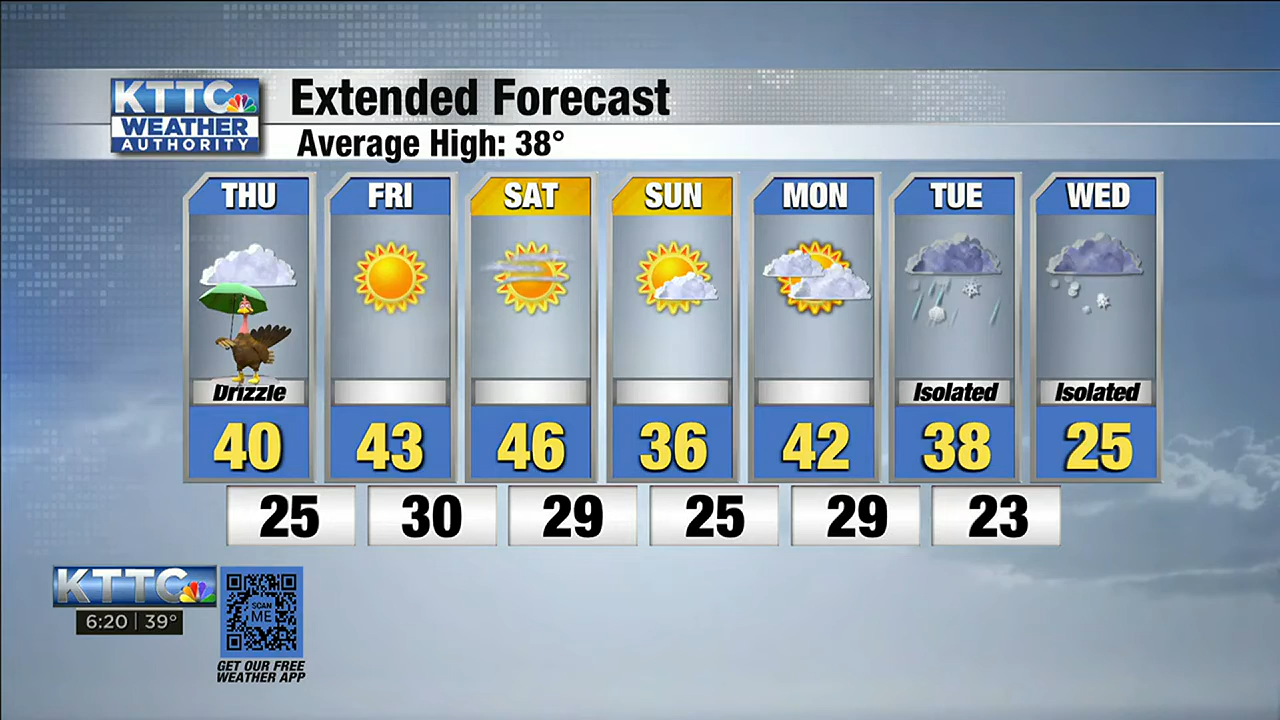 KTTC
WEATHER
AUTHORITY
Extended Forecast
Average High: 38°
THU FRI SAT SUN MON TUE WED
Drizzle Isolated Isolated
40 43 46 36 42 38 25
25 30 29 25 29 23
KTTC
6:20 39°
SCAN
ME
GET OUR FREE
WEATHER APP